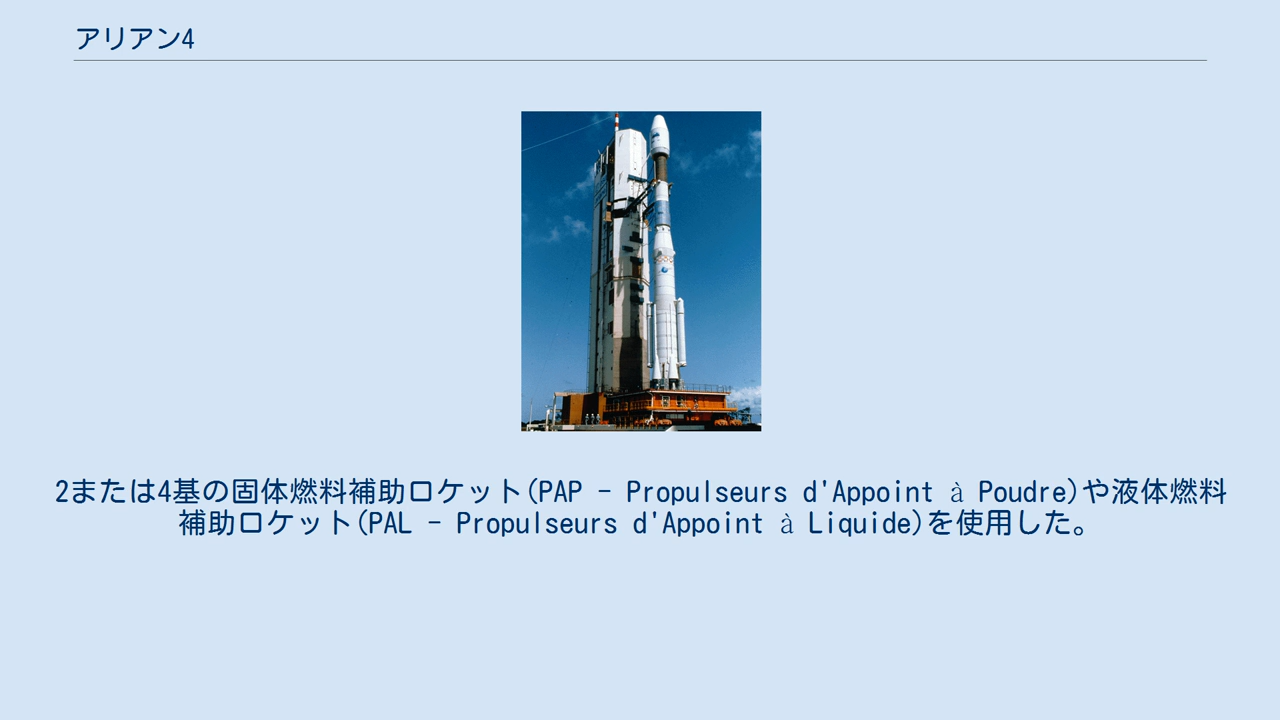 アリアン4
2または4基の固体燃料補助ロケット(PAP - Propulseurs d'Appoint à Poudre)や液体燃料
補助ロケット(PAL - Propulseurs d'Appoint à Liquide)を使用した。